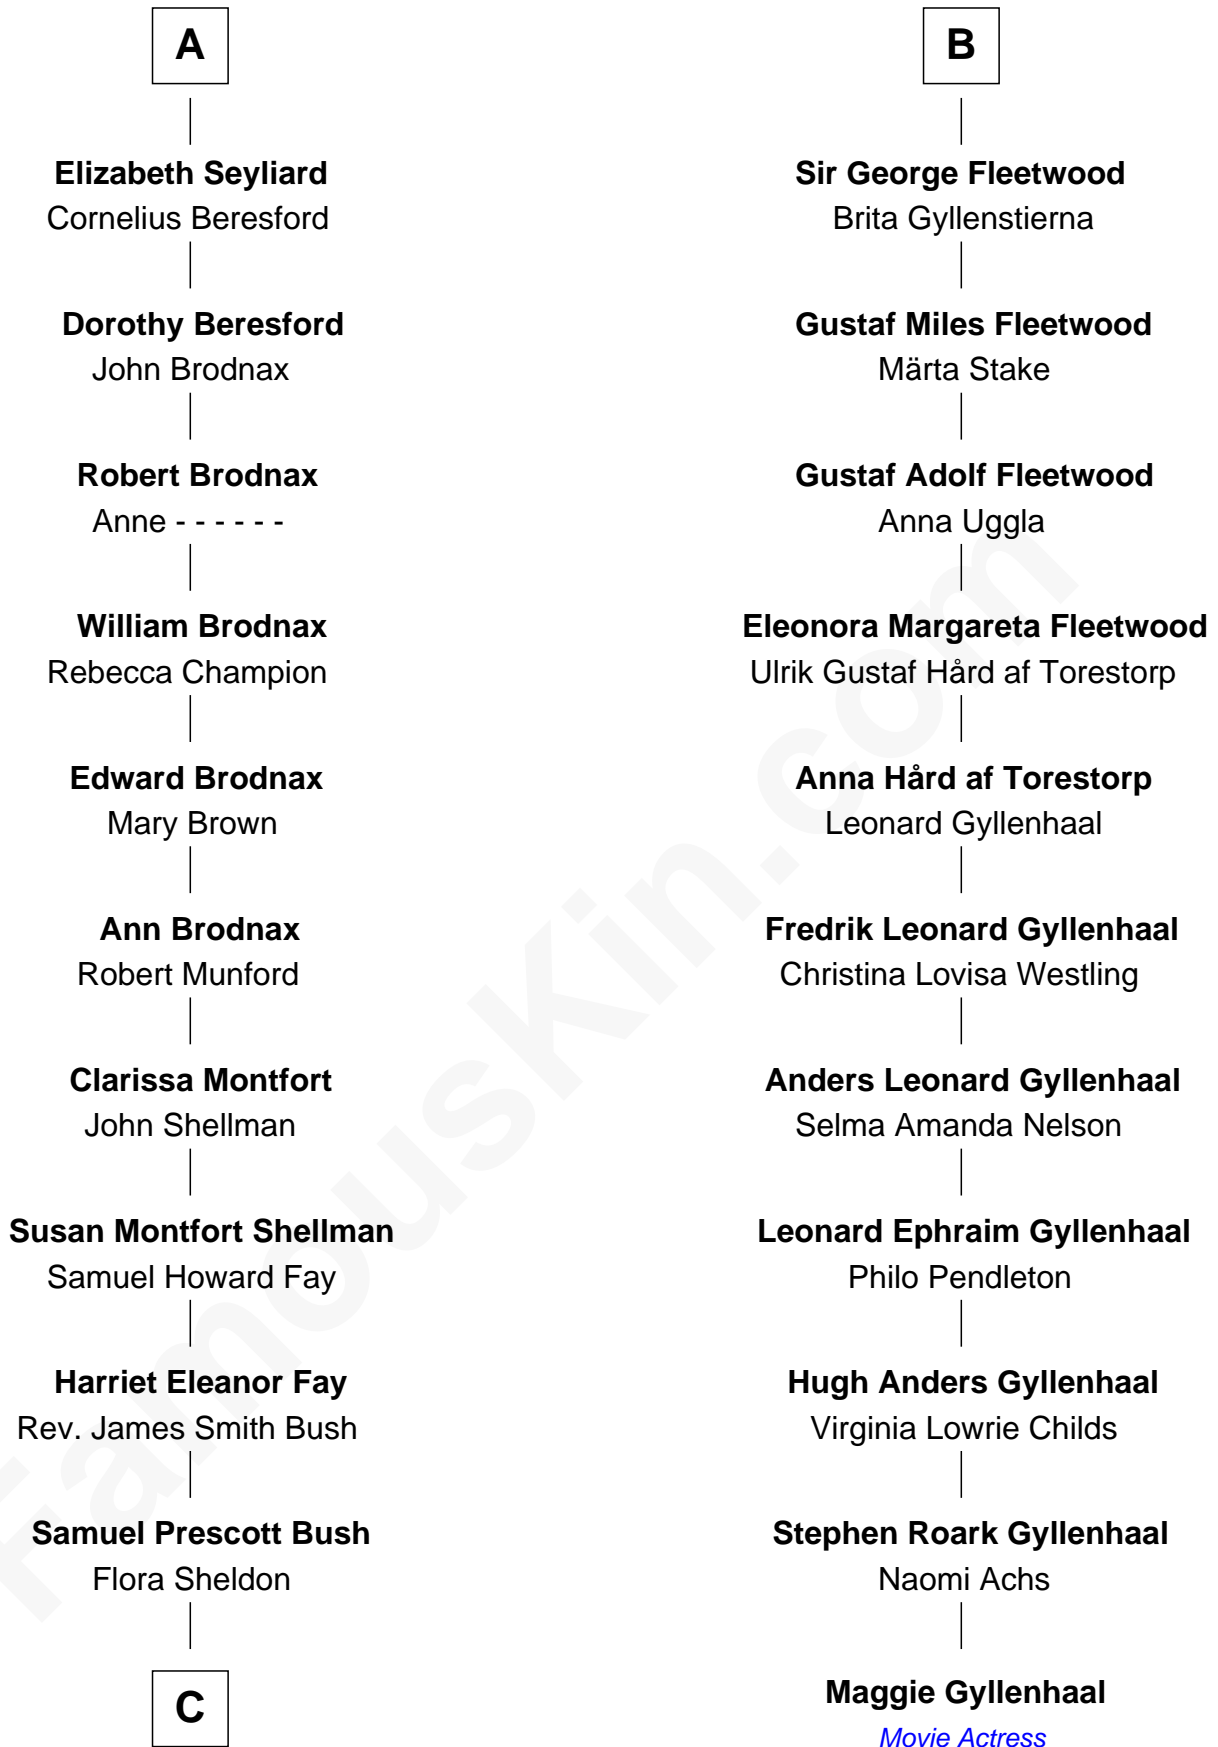 A
Elizabeth Seyliard
Cornelius Beresford
Dorothy Beresford
John Brodnax
Robert Brodnax
Anne - - - - - -
William Brodnax
Rebecca Champion
Edward Brodnax
Mary Brown
Ann Brodnax
Robert Munford
Clarissa Montfort
John Shellman
Susan Montfort Shellman
Samuel Howard Fay
Harriet Eleanor Fay
Rev. James Smith Bush
Samuel Prescott Bush
Flora Sheldon
C
B
Sir George Fleetwood
Brita Gyllenstierna
Gustaf Miles Fleetwood
Märta Stake
Gustaf Adolf Fleetwood
Anna Uggla
Eleonora Margareta Fleetwood
Ulrik Gustaf Hård af Torestorp
Anna Hård af Torestorp
Leonard Gyllenhaal
Fredrik Leonard Gyllenhaal
Christina Lovisa Westling
Anders Leonard Gyllenhaal
Selma Amanda Nelson
Leonard Ephraim Gyllenhaal
Philo Pendleton
Hugh Anders Gyllenhaal
Virginia Lowrie Childs
Stephen Roark Gyllenhaal
Naomi Achs
Maggie Gyllenhaal
Movie Actress
FamousKin.com